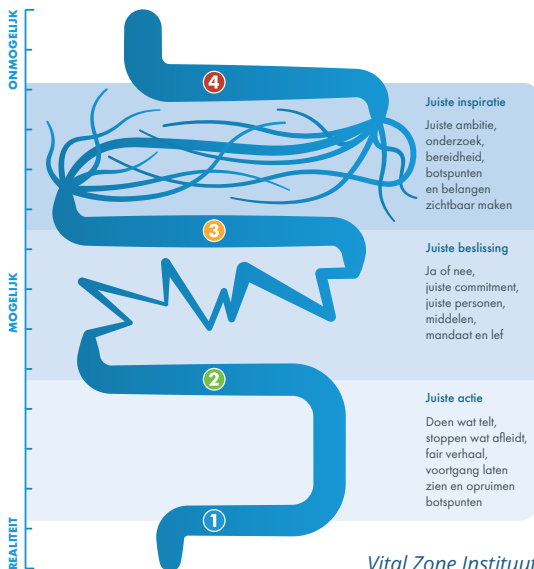 ONMOGELIJK
4
Juiste inspiratie
Juiste ambitie,
onderzoek,
bereidheid,
botspunten
en belangen
zichtbaar maken
3
Juiste beslissing
Ja of nee,
juiste commitment,
juiste personen,
middelen,
mandaat en lef
MOGELIJK
2
Juiste actie
Doen wat telt,
stoppen wat afleidt,
fair verhaal,
voortgang laten
zien en opruimen
botspunten
1
REALITEIT
Vital Zone Instituut